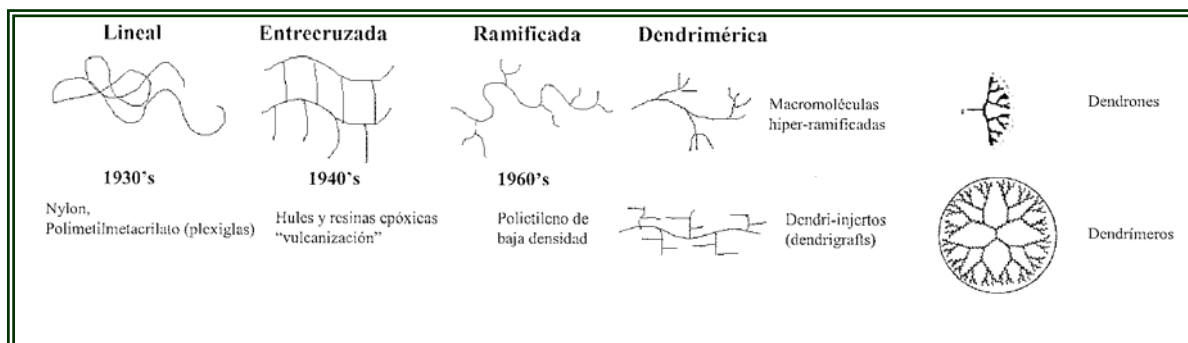 Lineal
Entrecruzada
Ramificada
Dendrimérica
Macromoléculas
hiper-ramificadas
Dendrones
1930's
1940's
1960's
Nylon,
Polimetilmetacrilato (plexiglas)
Hules y resinas epóxicas
"vulcanización"
Polietileno de
baja densidad
Dendri-injertos
(dendrigrafts)
Dendrímeros